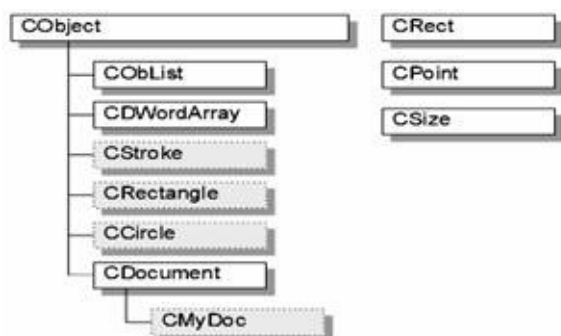 CObject
CObList
CDWordArray
CStroke
CRectangle
CCircle
CDocument
CMyDoc
CRect
CPoint
CSize